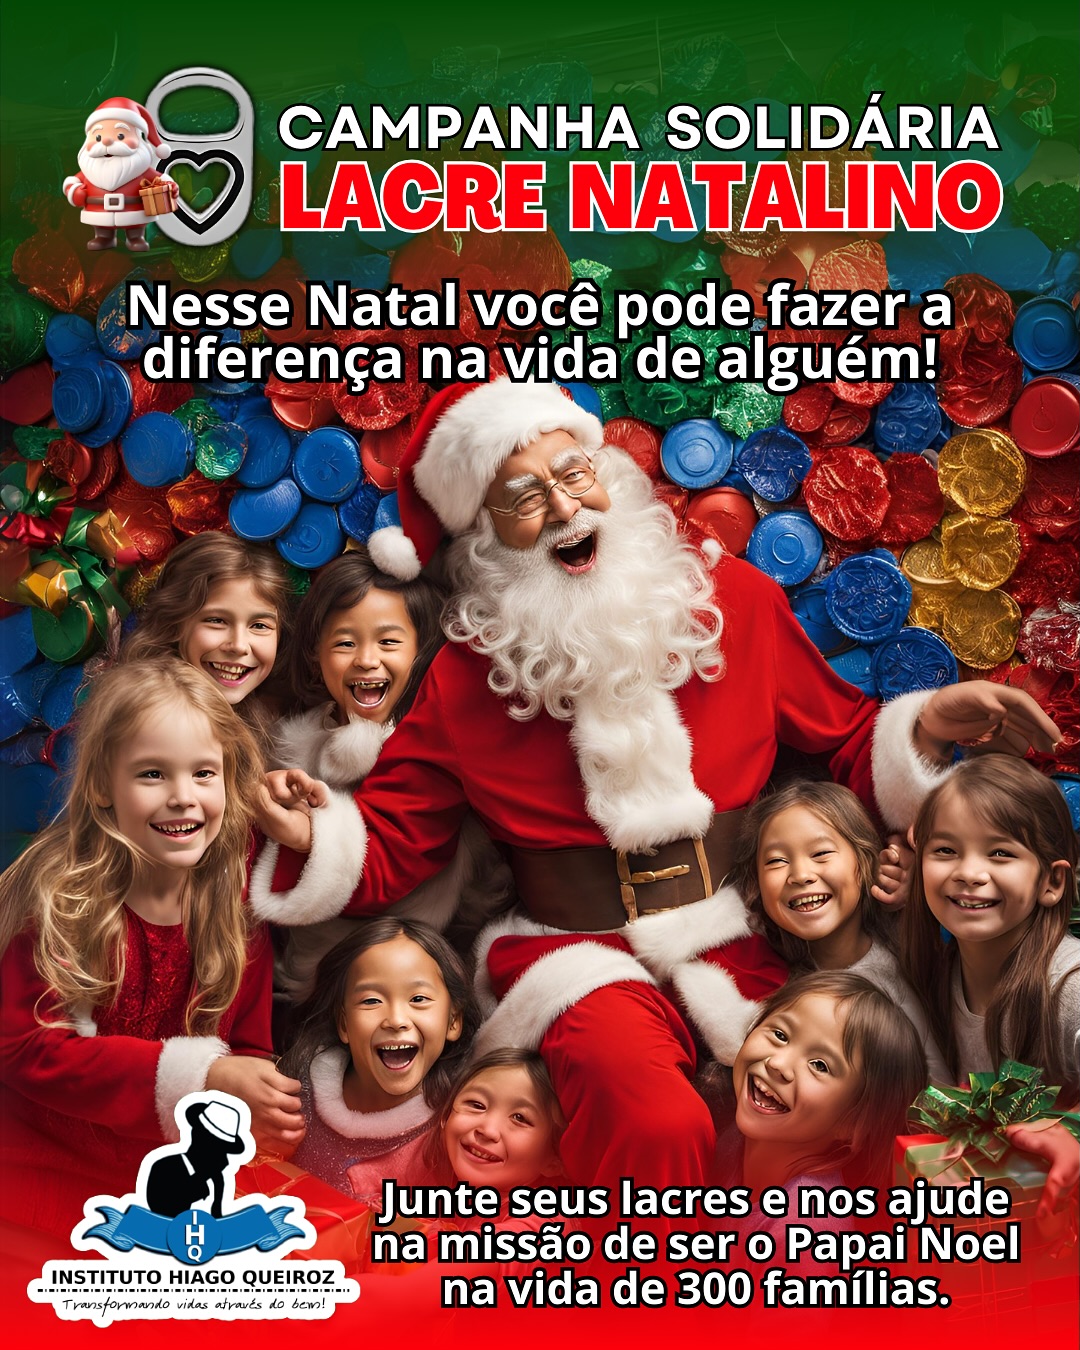 CAMPANHA SOLIDÁRIA
LACRE NATALINO
Nesse Natal você pode fazer a
diferença na vida de alguém!
Junte seus lacres e nos ajude
na missão de ser o Papai Noel
na vida de 300 famílias.
I
H
Q
INSTITUTO HIAGO QUEIROZ
Transformando vidas através do bem!